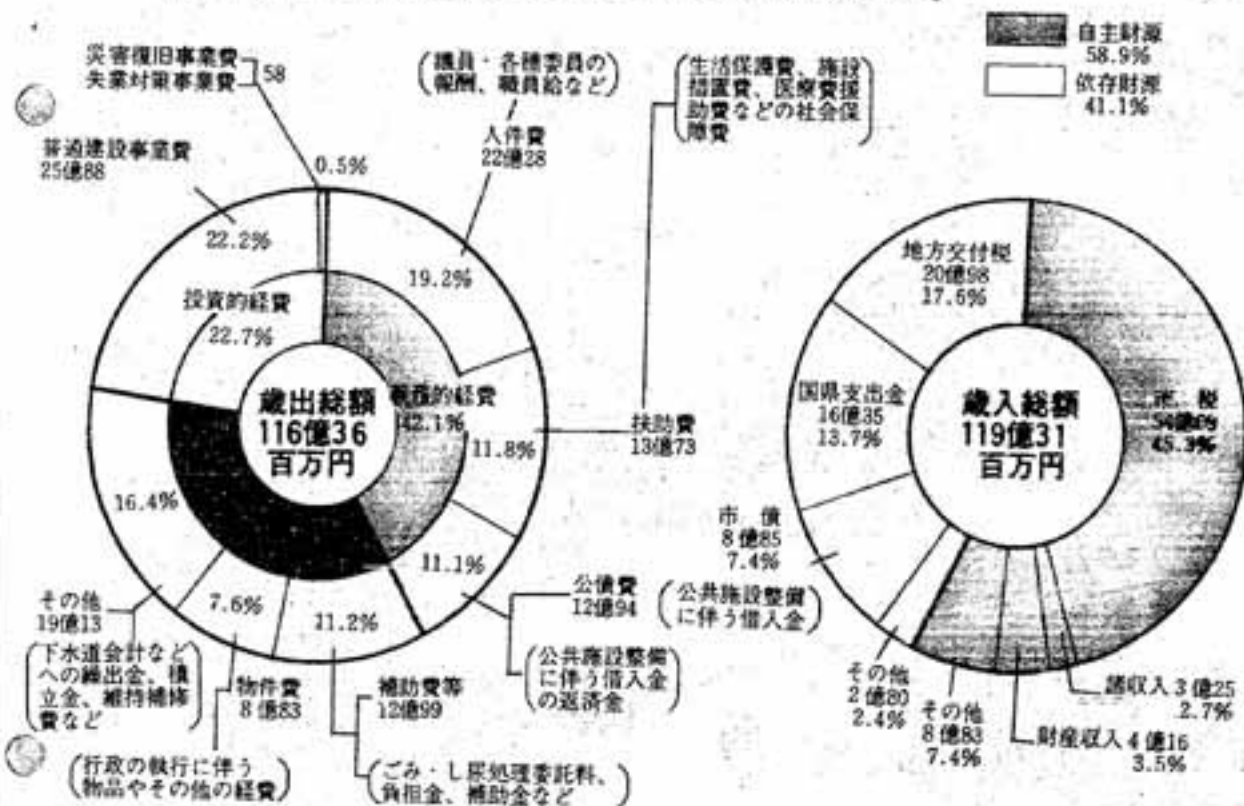 自主財源
58.9%
依存財源
41.1%
災害復旧事業費
失業対策事業費
58
普通建設事業費
25億88
0.5%
(議員・各種委員の
報酬、職員給など)
人件費
22億28
(生活保護費、施設
措置費、医療費援
助費などの社会保
障費)
22.2%
19.2%
投資的経費
22.7%
歳出総額
116億36
百万円
義務的経費
42.1%
11.8%
扶助費
13億73
16.4%
11.1%
7.6%
11.2%
公債費
12億94
(公共施設整備
に伴う借入金
の返済金)
その他
19億13
(下水道会計など
への繰出金、積
立金、維持補修
費など)
物件費
8億83
(行政の執行に伴う
物品やその他の経費)
補助費等
12億99
(ごみ・し尿処理委託料、
負担金、補助金など)
地方交付税
20億98
17.5%
国県支出金
16億35
13.7%
歳入総額
119億31
百万円
市税
45.3%
市債
8億85
7.4%
(公共施設整備
に伴う借入金)
その他
2億80
2.4%
その他
8億83
7.4%
財産収入4億16
3.5%
諸収入3億25
2.7%